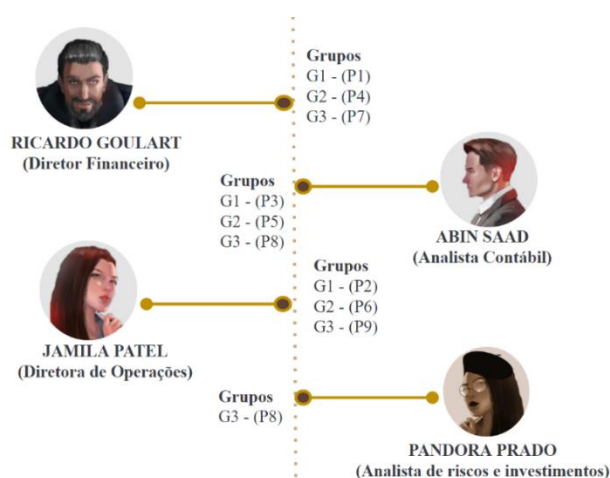 Grupos
G1 - (P1)
G2 - (P4)
G3 - (P7)
RICARDO GOULART
(Diretor Financeiro)
Grupos
G1 - (P3)
G2 - (P5)
G3 - (P8)
ABIN SAAD
(Analista Contábil)
Grupos
G1 - (P2)
G2 - (P6)
G3 - (P9)
JAMILA PATEL
(Diretora de Operações)
Grupos
G3 - (P8)
PANDORA PRADO
(Analista de riscos e investimentos)